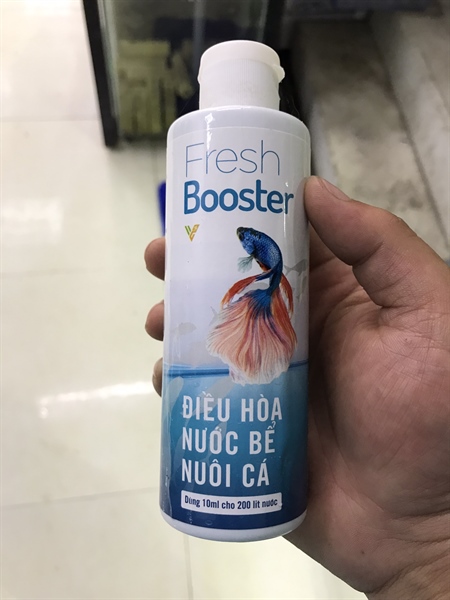 Fresh
Booster
ĐIỀU HÒA
NƯỚC BỂ
NUÔI CÁ
Dùng 10ml cho 200 lít nước